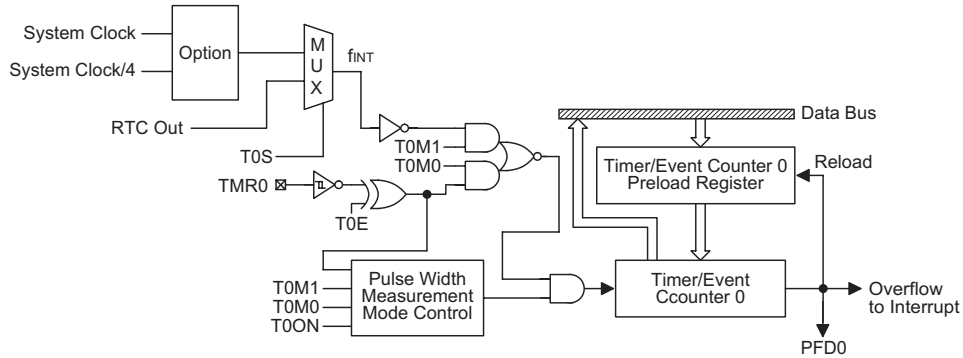 System Clock
System Clock/4
Option
M
U
X
fINT
RTC Out
T0S
T0M1
T0M0
TMR0
T0E
T0M1
T0M0
T0ON
Pulse Width
Measurement
Mode Control
Data Bus
Timer/Event Counter 0
Preload Register
Reload
Timer/Event
Ccounter 0
Overflow
to Interrupt
PFD0